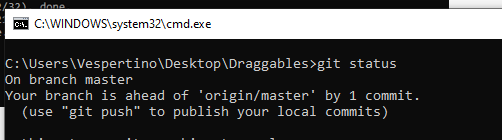 /32) done
C:\WINDOWS\system32\cmd.exe
C:\Users\Vespertino\Desktop\Draggables>git status
On branch master
Your branch is ahead of 'origin/master' by 1 commit.
(use "git push" to publish your local commits)